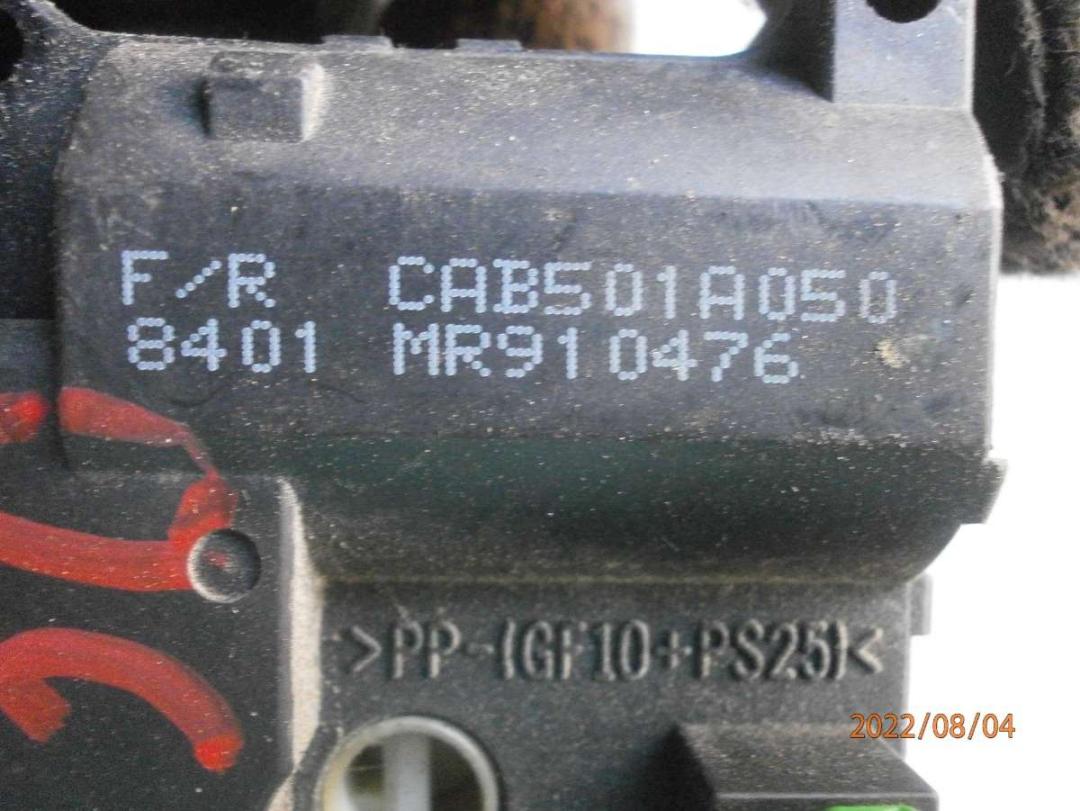 F/R CAB501A050
8401 MR910476
>PP-(GF10+PS25)<
2022/08/04